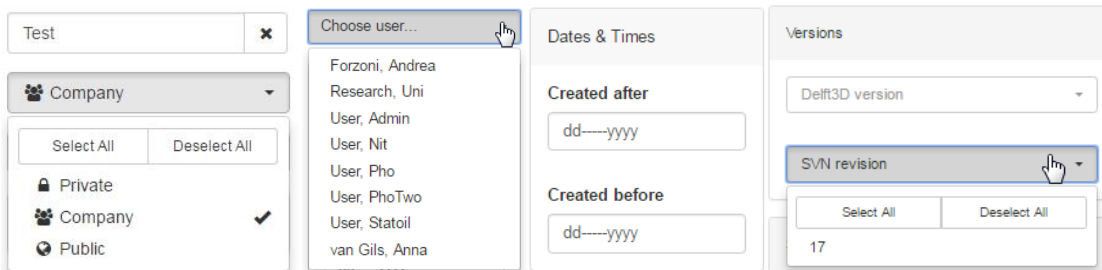 Test
Company
Select All
Deselect All
Private
Company
Public
Choose user...
Forzoni, Andrea
Research, Uni
User, Admin
User, Nit
User, Pho
User, PhoTwo
User, Statoil
van Gils, Anna
Dates & Times
Created after
dd-----yyyy
Created before
dd-----yyyy
Versions
Delft3D version
SVN revision
Select All
Deselect All
17